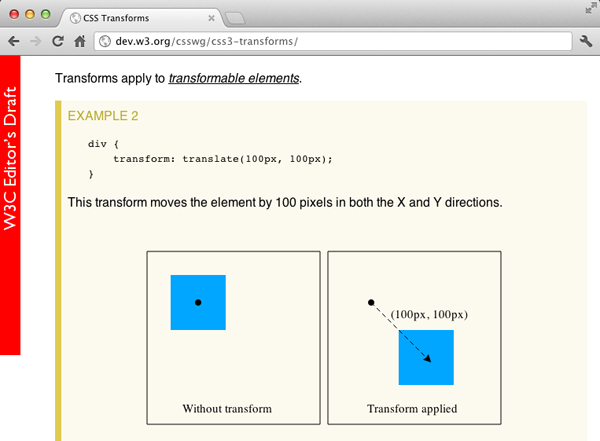 CSS Transforms
dev.w3.org/csswg/css3-transforms/
W3C Editor's Draft
Transforms apply to transformable elements.
EXAMPLE 2
div {
    transform: translate(100px, 100px);
}
This transform moves the element by 100 pixels in both the X and Y directions.
(100px, 100px)
Without transform
Transform applied